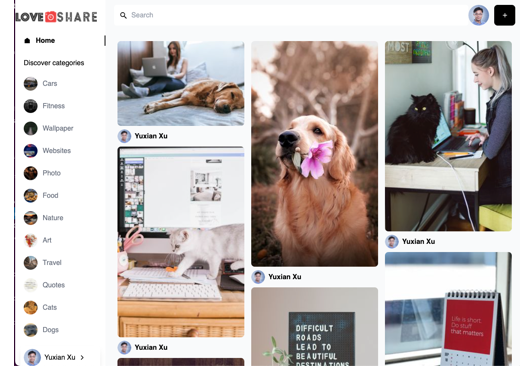 LOVE SHARE
Search
+
Home
Discover categories
Cars
Fitness
Wallpaper
Websites
Photo
Food
Nature
Art
Travel
Quotes
Cats
Dogs
Yuxian Xu
MOST
Yuxian Xu
Yuxian Xu
Yuxian Xu
Yuxian Xu
DIFFICULT
ROADS
LEAD TO
BEAUTIFUL
DESTINATIONS
Life is short.
Do stuff
that matters